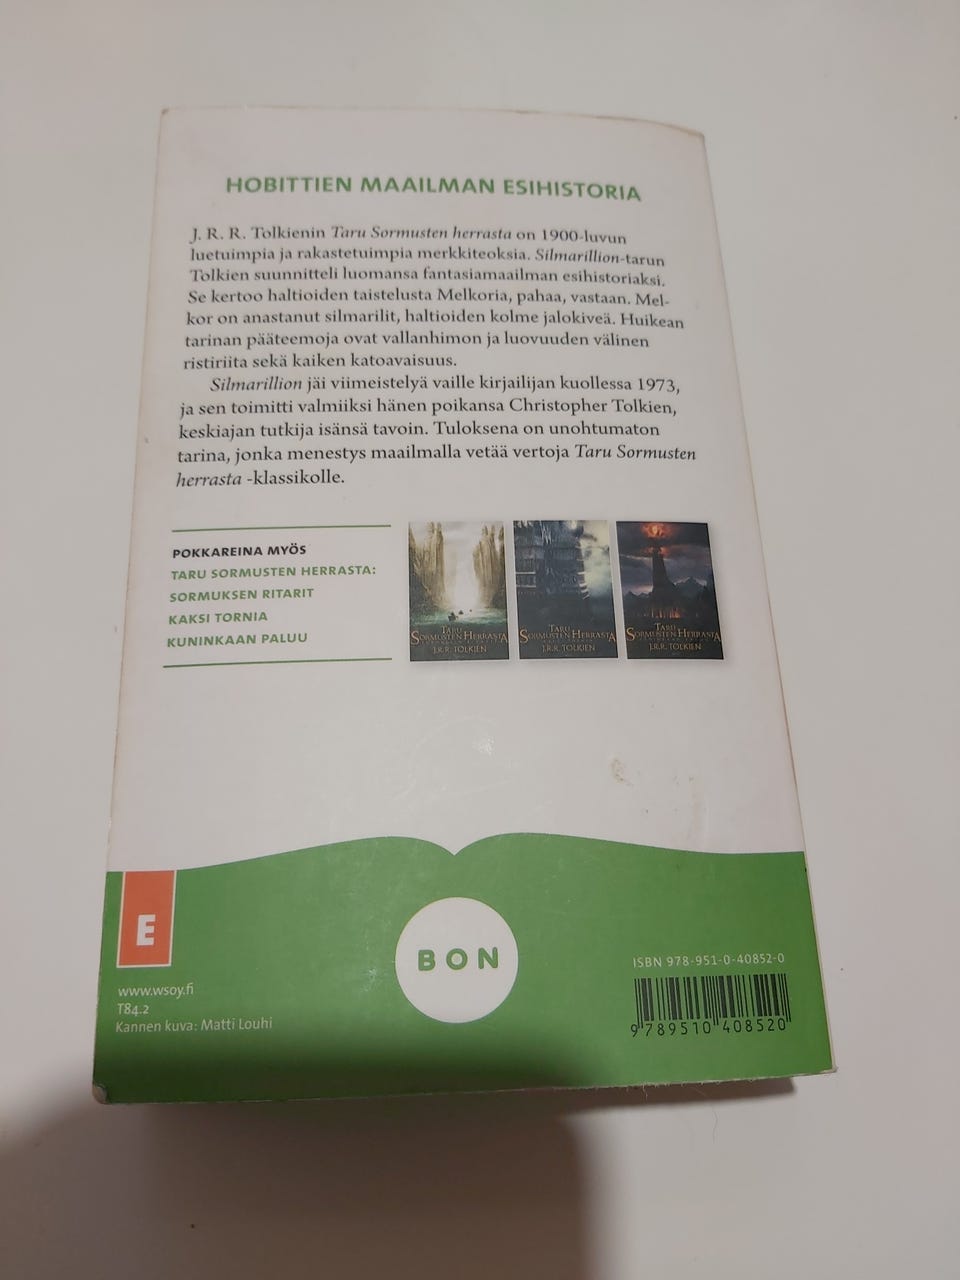 HOBITTIEN MAAILMAN ESIHISTORIA
J. R. R. Tolkienin Taru Sormusten herrasta on 1900-luvun
luetuimpia ja rakastetuimpia merkkiteoksia. Silmarillion-tarun
Tolkien suunnitteli luomansa fantasiamaailman esihistoriaksi.
Se kertoo haltioiden taistelusta Melkoria, pahaa, vastaan. Mel-
kor on anastanut silmarilit, haltioiden kolme jalokiveä. Huikean
tarinan pääteemoja ovat vallanhimon ja luovuuden välinen
ristiriita sekä kaiken katoavaisuus.
Silmarillion jäi viimeistelyä vaille kirjailijan kuollessa 1973,
ja sen toimitti valmiiksi hänen poikansa Christopher Tolkien,
keskiajan tutkija isänsä tavoin. Tuloksena on unohtumaton
tarina, jonka menestys maailmalla vetää vertoja Taru Sormusten
herrasta -klassikolle.
POKKAREINA MYÖS
TARU SORMUSTEN HERRASTA:
SORMUKSEN RITARIT
KAKSI TORNIA
KUNINKAAN PALUU
TARU
SORMUSTEN HERRASTA
J.R.R. TOLKIEN
TARU
SORMUSTEN HERRASTA
J.R.R. TOLKIEN
TARU
SORMUSTEN HERRASTA
J.R.R. TOLKIEN
E
www.wsoy.fi
T84.2
Kannen kuva: Matti Louhi
BON
ISBN 978-951-0-40852-0
9 789510 408520